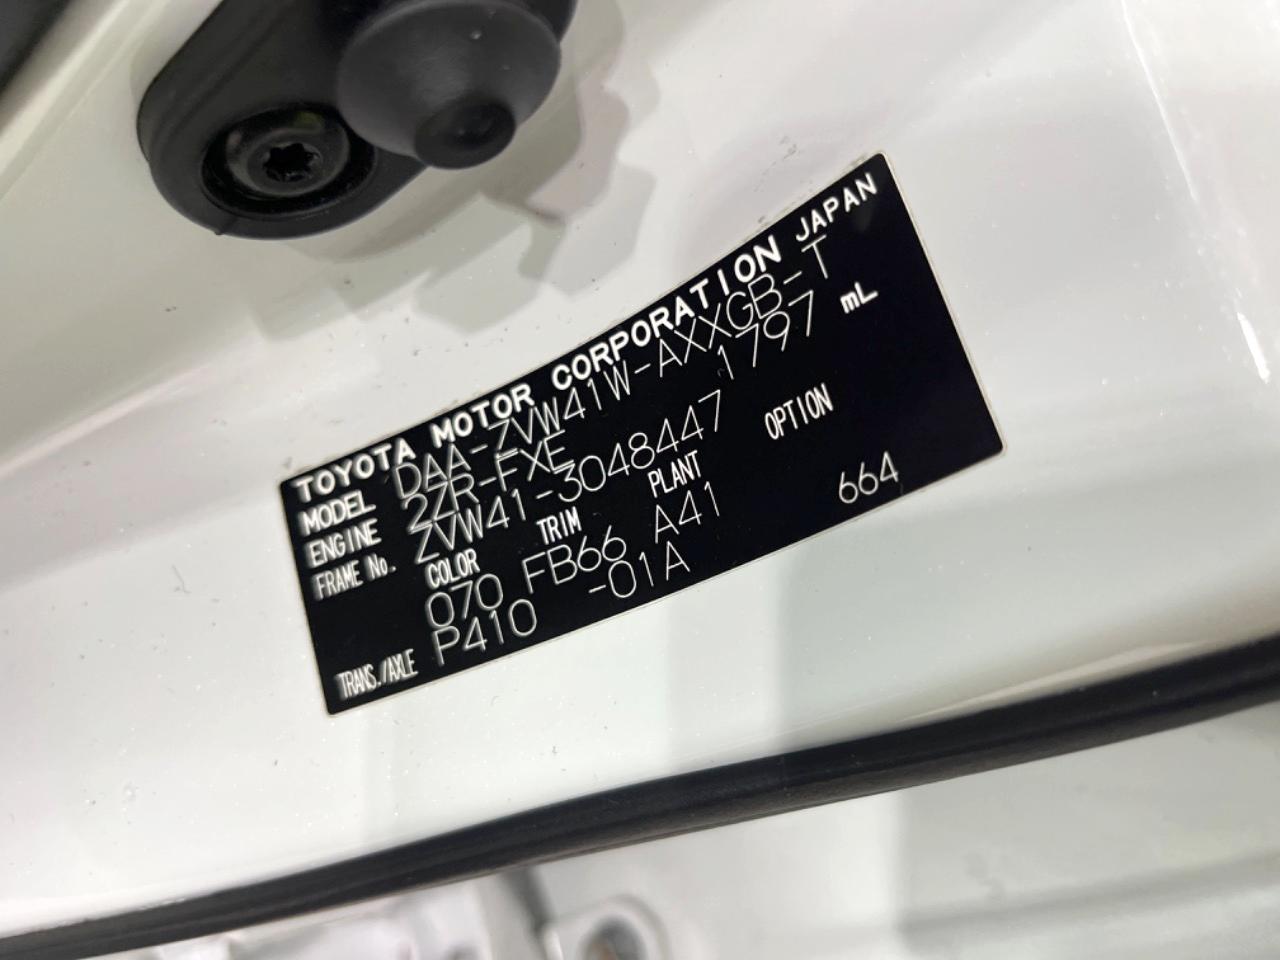 TOYOTA MOTOR CORPORATION JAPAN
MODEL DAA-ZVW41W-AXXGB-T
ENGINE 2ZR-FXE 1797 mL
FRAME No. ZVW41-3048447
COLOR TRIM PLANT OPTION
070 FB66 A41 664
TRANS./AXLE P410 -01A